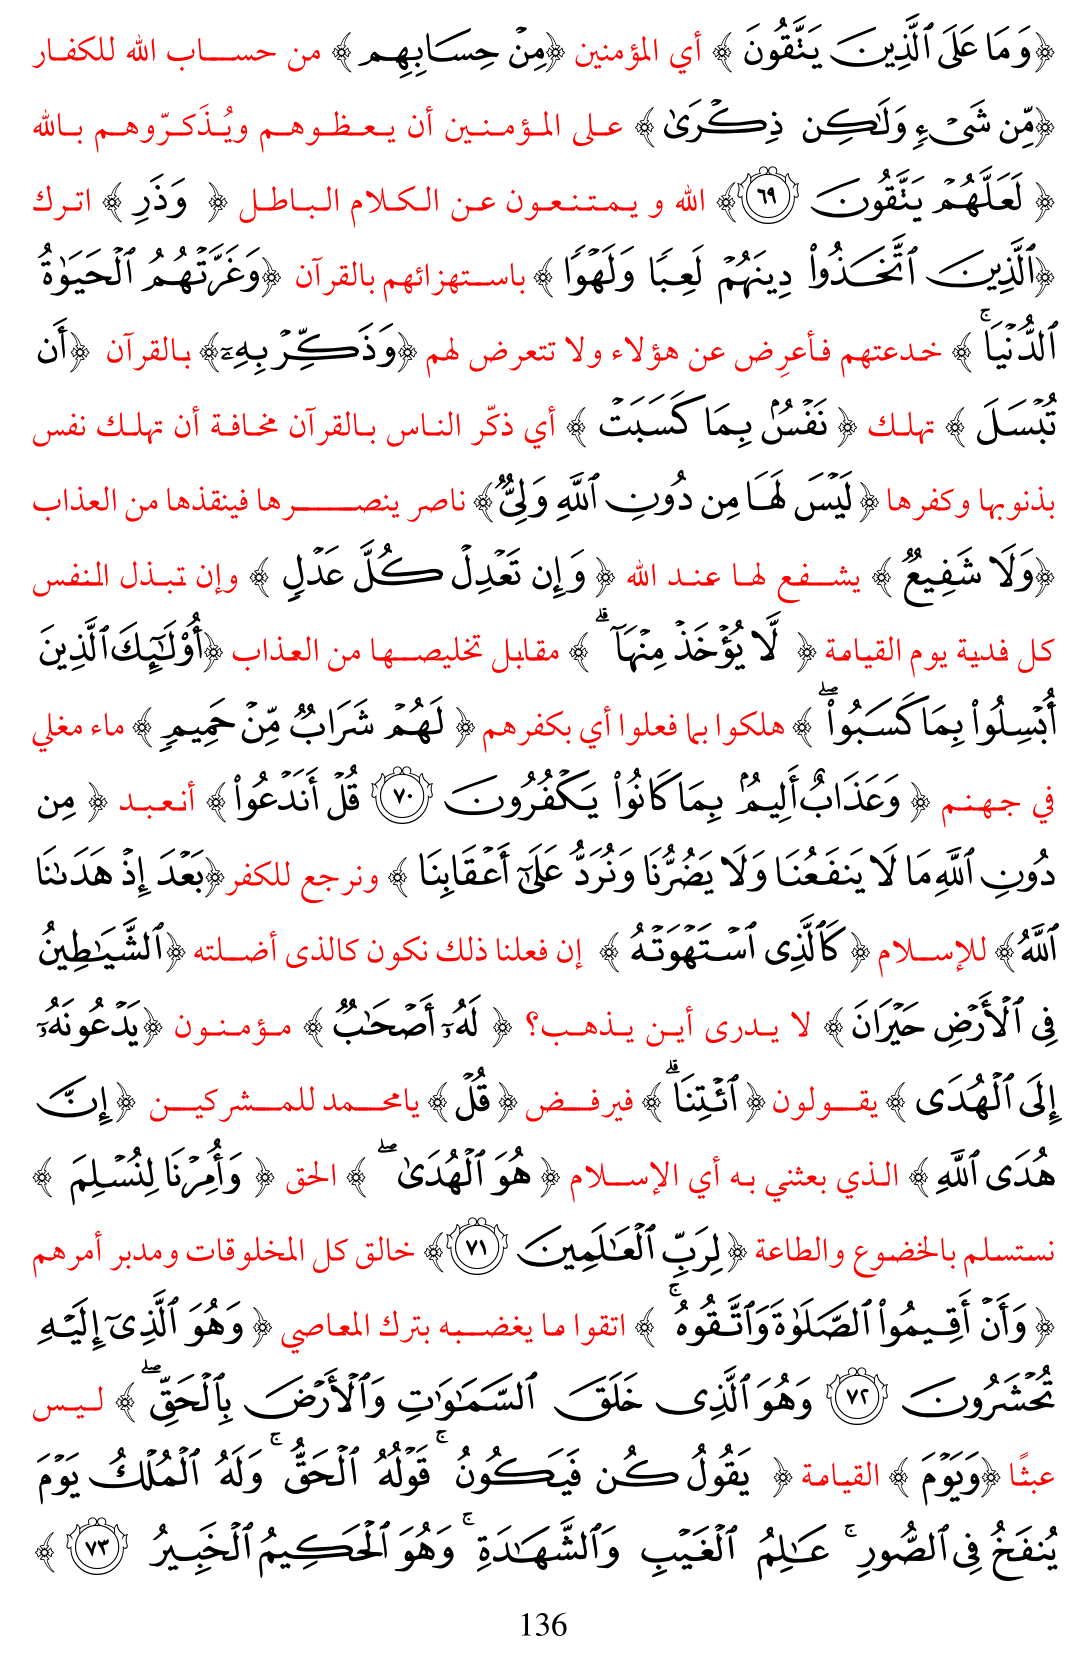 ﴿وَمَا عَلَى ٱلَّذِينَ يَتَّقُونَ ﴾ أي المؤمنين ﴿مِنۡ حِسَابِهِم ﴾ من حساب الله للكفار
﴿مِّن شَيۡءٖ وَلَٰكِن ذِكۡرَىٰ ﴾ على المؤمنين أن يعظوهم ويُذَكرّوهم بالله
﴿ لَعَلَّهُمۡ يَتَّقُونَ ٦٩﴾ الله و يمتنعون عن الكلام الباطل ﴿ وَذَرِ ﴾ اترك
﴿ٱلَّذِينَ ٱتَّخَذُواْ دِينَهُمۡ لَعِبٗا وَلَهۡوٗا ﴾ باستهزائهم بالقرآن ﴿وَغَرَّتۡهُمُ ٱلۡحَيَوٰةُ
ٱلدُّنۡيَاۚ ﴾ خدعتهم فأعرِض عن هؤلاء ولا تتعرض لهم ﴿وَذَكِّرۡ بِهِۦٓ﴾ بالقرآن ﴿أَن
تُبۡسَلَ ﴾ تهلك ﴿ نَفۡسُۢ بِمَا كَسَبَتۡ ﴾ أي ذكّر الناس بالقرآن مخافة أن تهلك نفس
بذنوبها وكفرها ﴿لَيۡسَ لَهَا مِن دُونِ ٱللَّهِ وَلِيّٞ﴾ ناصر ينصرها فينقذها من العذاب
﴿وَلَا شَفِيعٞ ﴾ يشفع لها عند الله ﴿ وَإِن تَعۡدِلۡ كُلَّ عَدۡلٖ ﴾ وإن تبذل النفس
كل فدية يوم القيامة ﴿ لَّا يُؤۡخَذۡ مِنۡهَآۗ ﴾ مقابل تخليصها من العذاب ﴿أُوْلَٰٓئِكَ ٱلَّذِينَ
أُبۡسِلُواْ بِمَا كَسَبُواْۖ ﴾ هلكوا بما فعلوا أي بكفرهم ﴿ لَهُمۡ شَرَابٞ مِّنۡ حَمِيمٖ ﴾ ماء مغلي
في جهنم ﴿ وَعَذَابٌ أَلِيمُۢ بِمَا كَانُواْ يَكۡفُرُونَ ٧٠ قُلۡ أَنَدۡعُواْ ﴾ أنعبد ﴿ مِن
دُونِ ٱللَّهِ مَا لَا يَنفَعُنَا وَلَا يَضُرُّنَا وَنُرَدُّ عَلَىٰٓ أَعۡقَابِنَا ﴾ ونرجع للكفر ﴿بَعۡدَ إِذۡ هَدَىٰنَا
ٱللَّهُ﴾ للإسلام ﴿ كَٱلَّذِي ٱسۡتَهۡوَتۡهُ ﴾ إن فعلنا ذلك نكون كالذى أضلته ﴿ٱلشَّيَٰطِينُ
فِي ٱلۡأَرۡضِ حَيۡرَانَ ﴾ لا يدرى أين يذهب؟ ﴿ لَهُۥٓ أَصۡحَٰبٞ ﴾ مؤمنون ﴿يَدۡعُونَهُۥٓ
إِلَى ٱلۡهُدَى ﴾ يقولون ﴿ ٱئۡتِنَاۗ ﴾ فيرفض ﴿ قُلۡ ﴾ يامحمد للمشركين ﴿ إِنَّ
هُدَى ٱللَّهِ ﴾ الذي بعثني به أي الإسلام ﴿ هُوَ ٱلۡهُدَىٰۖ ﴾ الحق ﴿ وَأُمِرۡنَا لِنُسۡلِمَ ﴾
نستسلم بالخضوع والطاعة ﴿لِرَبِّ ٱلۡعَٰلَمِينَ ٧١﴾ خالق كل المخلوقات ومدبر أمرهم
﴿ وَأَنۡ أَقِيمُواْ ٱلصَّلَوٰةَ وَٱتَّقُوهُۚ ﴾ اتقوا ما يغضبه بترك المعاصي ﴿ وَهُوَ ٱلَّذِيٓ إِلَيۡهِ
تُحۡشَرُونَ ٧٢ وَهُوَ ٱلَّذِي خَلَقَ ٱلسَّمَٰوَٰتِ وَٱلۡأَرۡضَ بِٱلۡحَقِّۖ ﴾ ليس
عبثًا ﴿وَيَوۡمَ ﴾ القيامة ﴿ يَقُولُ كُن فَيَكُونُۚ قَوۡلُهُ ٱلۡحَقُّۚ وَلَهُ ٱلۡمُلۡكُ يَوۡمَ
يُنفَخُ فِي ٱلصُّورِۚ عَٰلِمُ ٱلۡغَيۡبِ وَٱلشَّهَٰدَةِۚ وَهُوَ ٱلۡحَكِيمُ ٱلۡخَبِيرُ ٧٣ ﴾
136